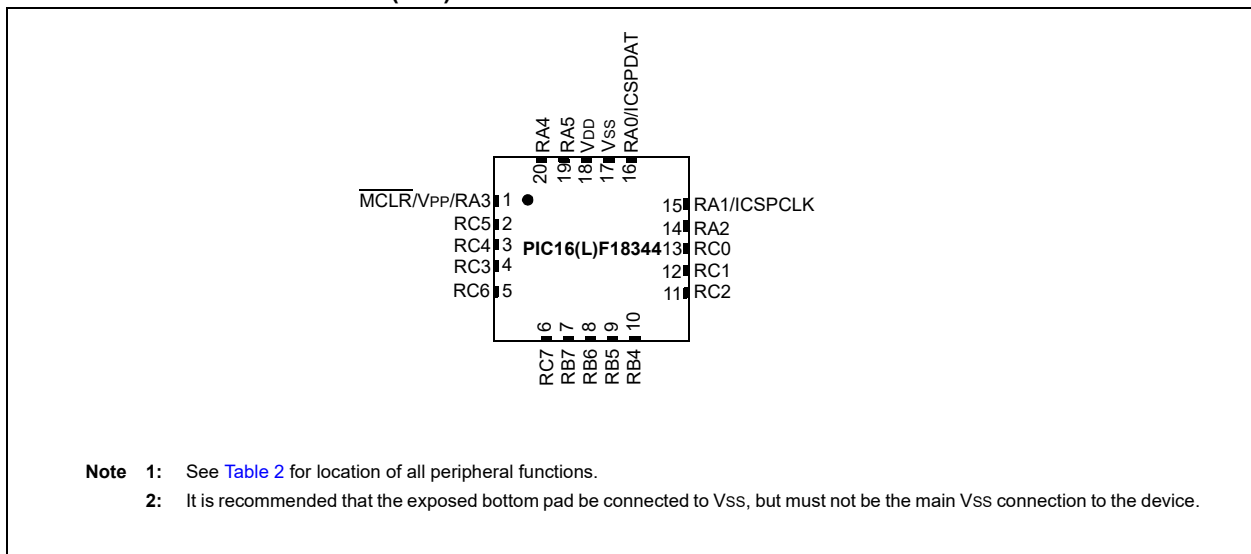 20 RA4
19 RA5
18 VDD
17 VSS
16 RA0/ICSPDAT
MCLR/VPP/RA3 1
RC5 2
RC4 3
RC3 4
RC6 5
PIC16(L)F18344
15 RA1/ICSPCLK
14 RA2
13 RC0
12 RC1
11 RC2
RC7 6
RB7 7
RB6 8
RB5 9
RB4 10
Note 1: See Table 2 for location of all peripheral functions.
2: It is recommended that the exposed bottom pad be connected to VSS, but must not be the main VSS connection to the device.